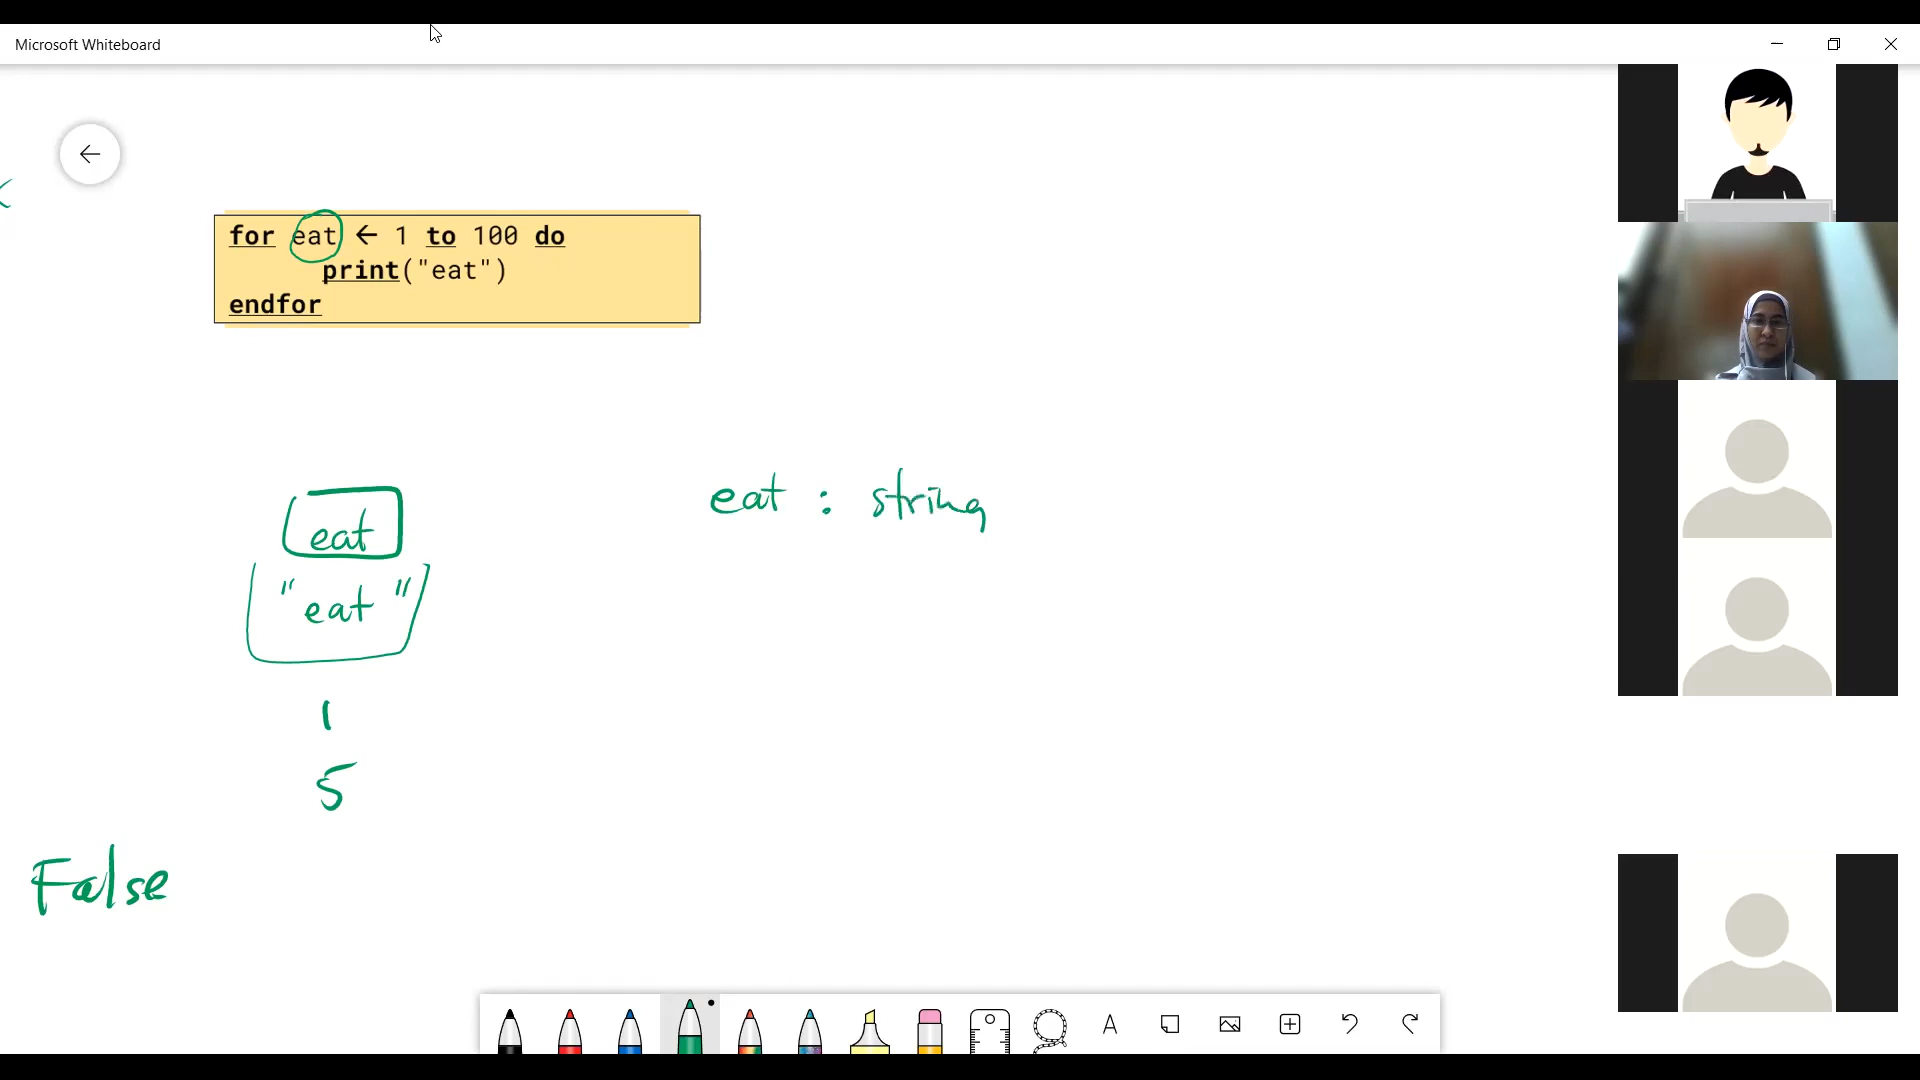 Microsoft Whiteboard
for eat ← 1 to 100 do
print("eat")
endfor
eat
"eat"
1
5
False
eat : string